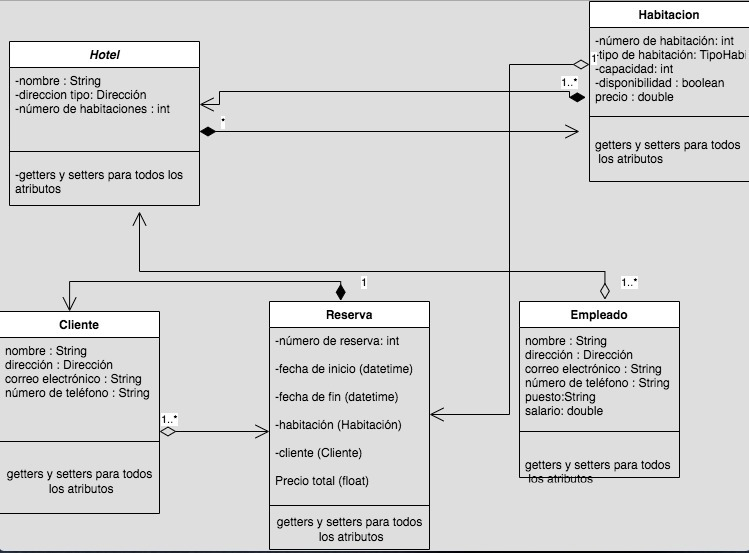 Habitacion
-número de habitación: int
-tipo de habitación: TipoHabi
-capacidad: int
-disponibilidad : boolean
precio : double
getters y setters para todos
los atributos
1
1..*
Hotel
-nombre : String
-direccion tipo: Dirección
-número de habitaciones : int
-getters y setters para todos los
atributos
*
1
1..*
Cliente
nombre : String
dirección : Dirección
correo electrónico : String
número de teléfono : String
getters y setters para todos
los atributos
1..*
Reserva
-número de reserva: int
-fecha de inicio (datetime)
-fecha de fin (datetime)
-habitación (Habitación)
-cliente (Cliente)
Precio total (float)
getters y setters para todos
los atributos
Empleado
nombre : String
dirección : Dirección
correo electrónico : String
número de teléfono : String
puesto:String
salario: double
getters y setters para todos
los atributos